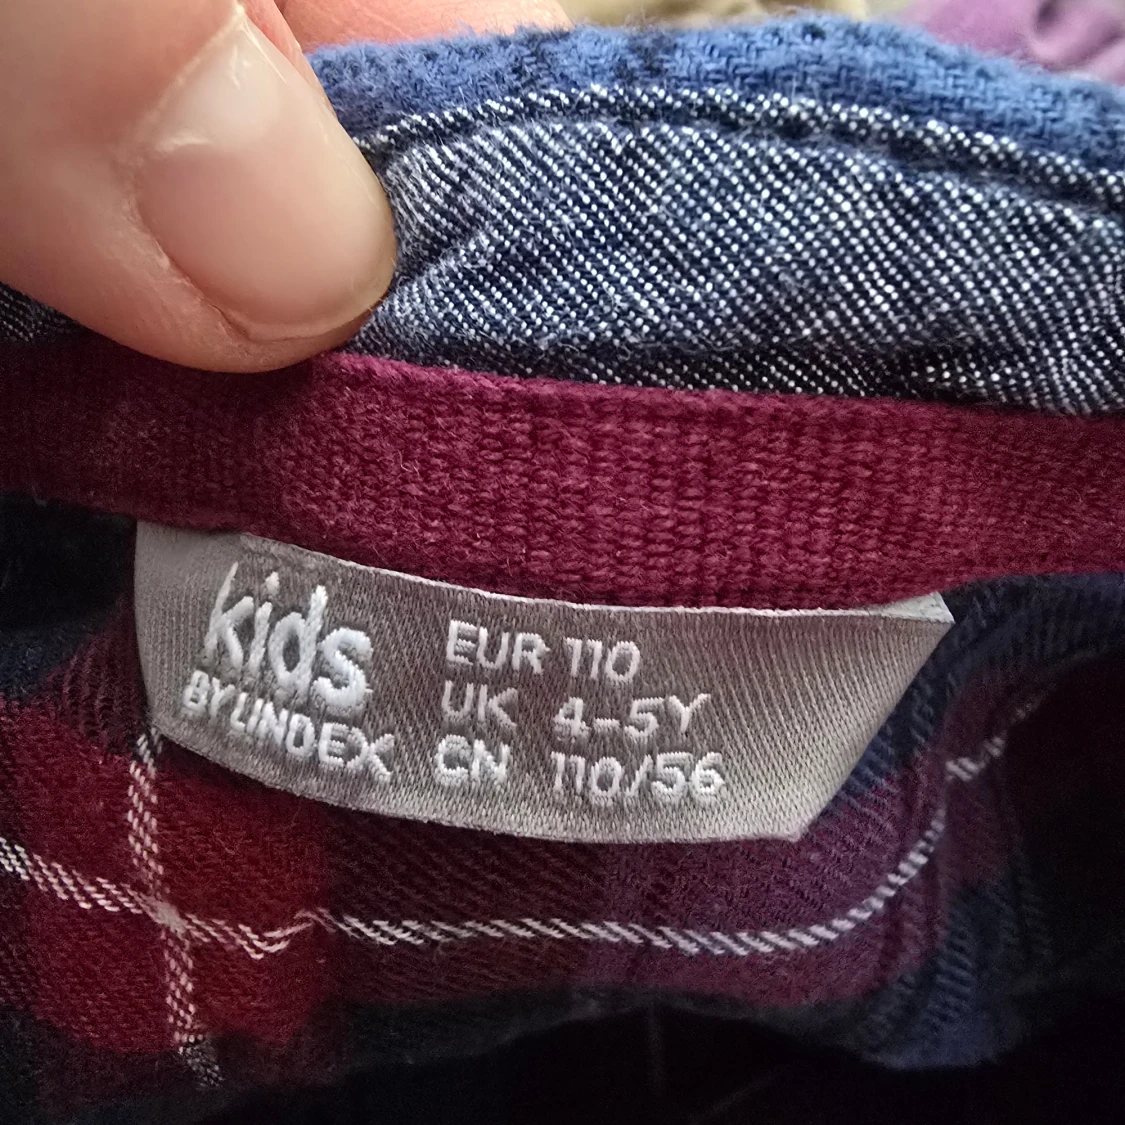 kids
BY LINDEX
EUR 110
UK 4-5Y
CN 110/56